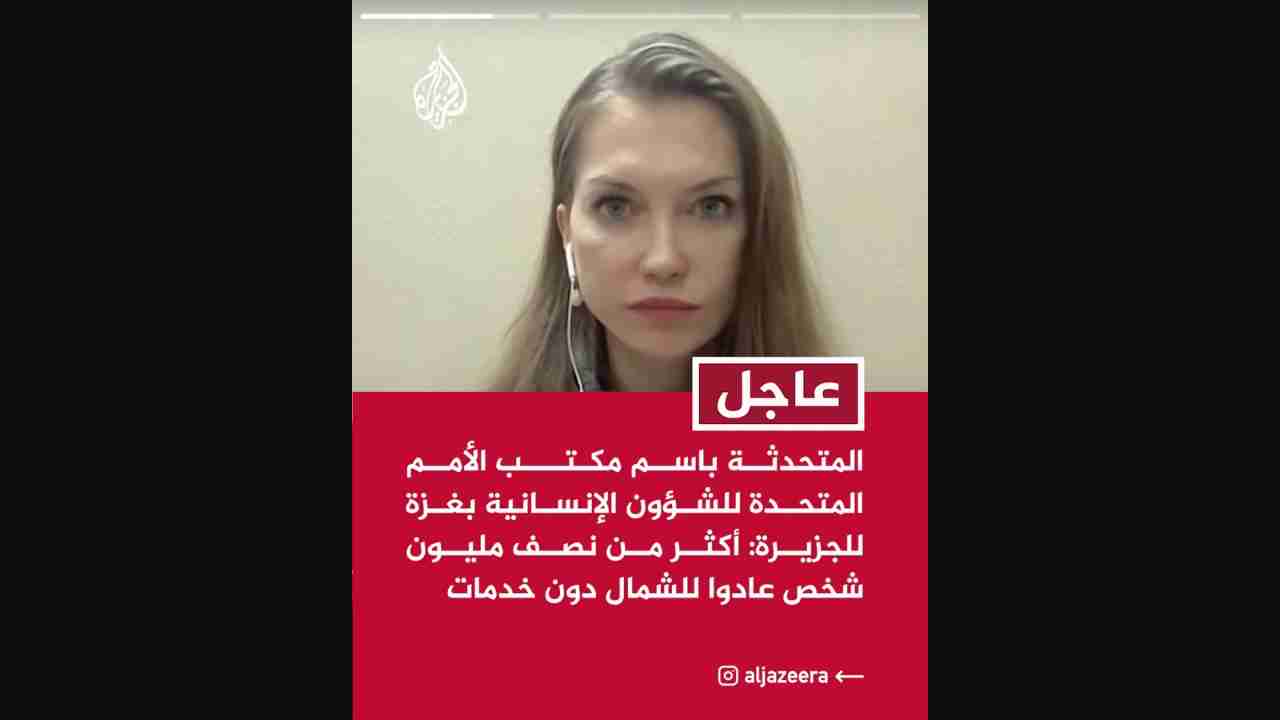 الجزيرة
عاجل
المتحدثة باسم مكتب الأمم
المتحدة للشؤون الإنسانية بغزة
للجزيرة: أكثر من نصف مليون
شخص عادوا للشمال دون خدمات
aljazeera